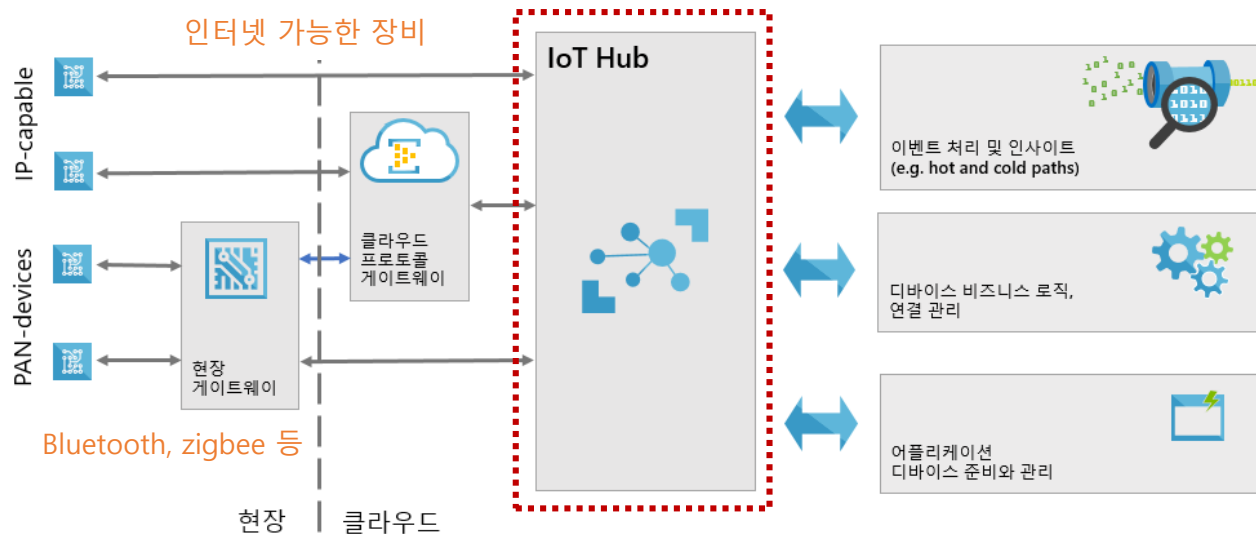 인터넷 가능한 장비
IP-capable
PAN-devices
Bluetooth, zigbee 등
현장
게이트웨이
클라우드
프로토콜
게이트웨이
현장
클라우드
IoT Hub
이벤트 처리 및 인사이트
(e.g. hot and cold paths)
디바이스 비즈니스 로직,
연결 관리
어플리케이션
디바이스 준비와 관리